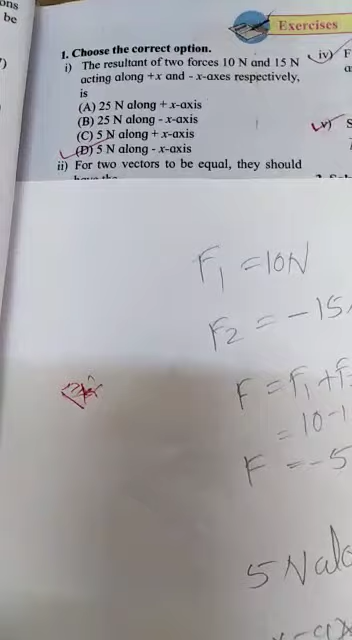 ons
be
Exercises
1. Choose the correct option.
i) The resultant of two forces 10 N and 15 N
acting along +x and - x-axes respectively,
is
(A) 25 N along + x-axis
(B) 25 N along - x-axis
(C) 5 N along + x-axis
(D) 5 N along - x-axis
ii) For two vectors to be equal, they should
iv) F
v) S
F1 = 10N
F2 = -15
F = F1 + F
= 10-1
F = -5
5 N alo